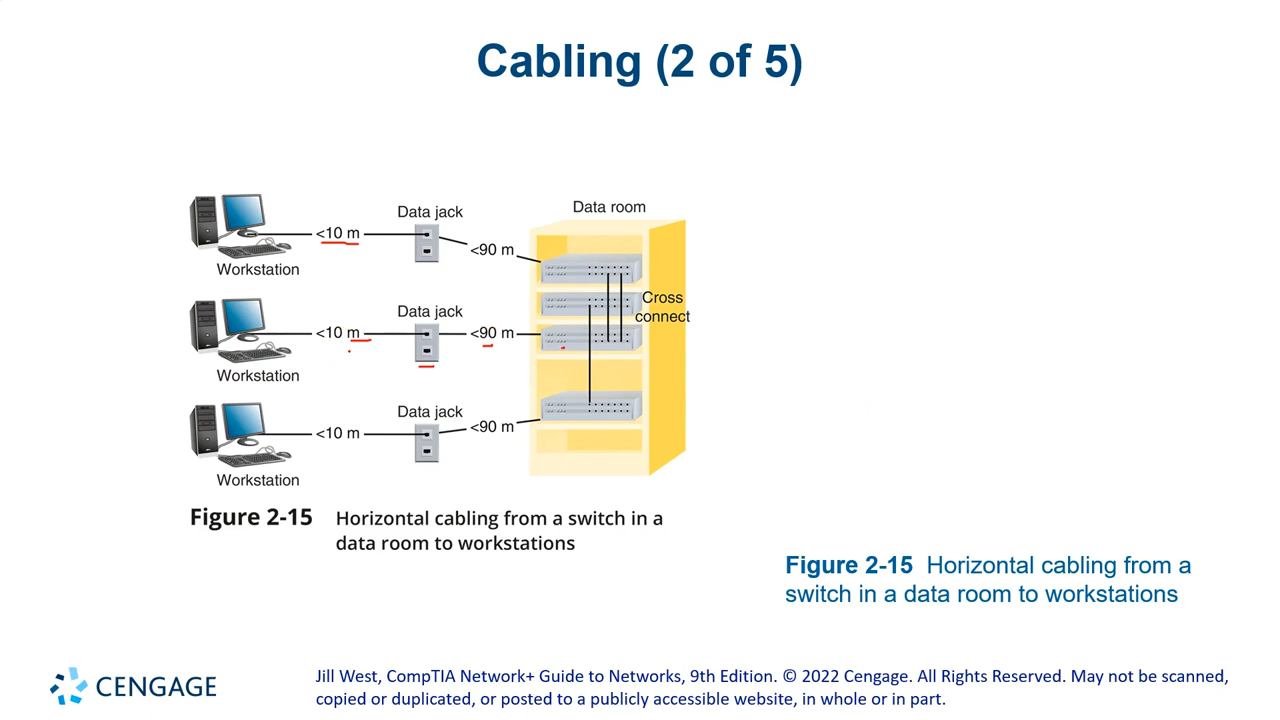 Cabling (2 of 5)
Data room
Data jack
<10 m
<90 m
Workstation
Cross
connect
Data jack
<10 m
<90 m
Workstation
Data jack
<10 m
<90 m
Workstation
Figure 2-15 Horizontal cabling from a switch in a
data room to workstations
Figure 2-15 Horizontal cabling from a
switch in a data room to workstations
CENGAGE
Jill West, CompTIA Network+ Guide to Networks, 9th Edition. © 2022 Cengage. All Rights Reserved. May not be scanned,
copied or duplicated, or posted to a publicly accessible website, in whole or in part.